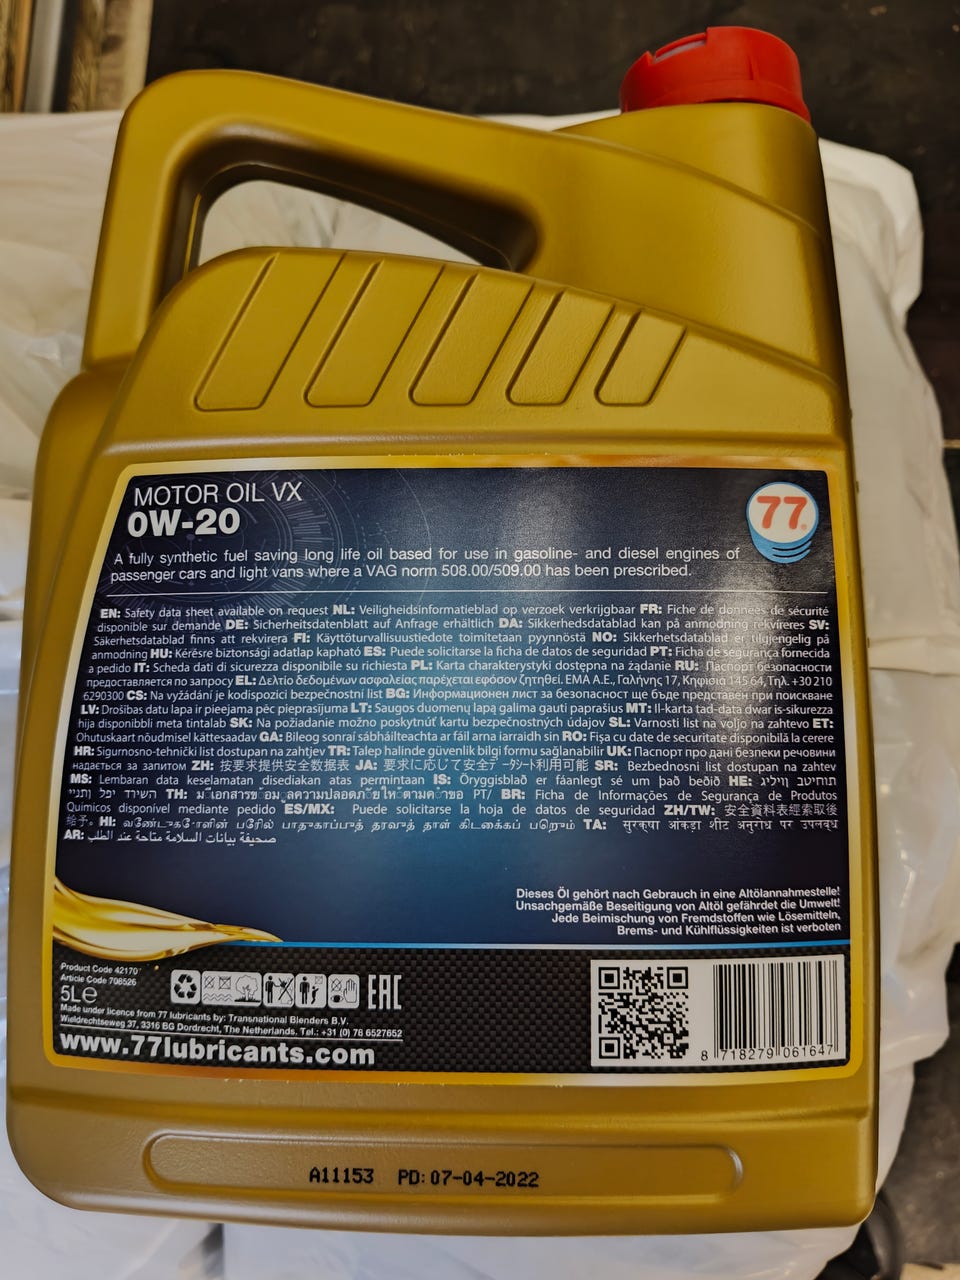 MOTOR OIL VX
0W-20
77
A fully synthetic fuel saving long life oil based for use in gasoline- and diesel engines of
passenger cars and light vans where a VAG norm 508.00/509.00 has been prescribed.
EN: Safety data sheet available on request NL: Veiligheidsinformatieblad op verzoek verkrijgbaar FR: Fiche de données de sécurité
disponible sur demande DE: Sicherheitsdatenblatt auf Anfrage erhältlich DA: Sikkerhedsdatablad kan på anmodning rekvireres SV:
Säkerhetsdatablad finns att rekvirera FI: Käyttöturvallisuustiedote toimitetaan pyynnöstä NO: Sikkerhetsdatablad er tilgjengelig på
anmodning HU: Kérésre biztonsági adatlap kapható ES: Puede solicitarse la ficha de datos de seguridad PT: Ficha de segurança fornecida
a pedido IT: Scheda dati di sicurezza disponibile su richiesta PL: Karta charakterystyki dostępna na żądanie RU: Паспорт безопасности
предоставляется по запросу EL: Δελτίο δεδομένων ασφαλείας παρέχεται εφόσον ζητηθεί. ΕΜΑ Α.Ε., Γαλήνης 17, Κηφισιά 145 64, Τηλ. +30 210
6290300 CS: Na vyžádání je k dispozici bezpečnostní list BG: Информационен лист за безопасност ще бъде представен при поискване
LV: Drošības datu lapa ir pieejama pēc pieprasījuma LT: Saugos duomenų lapą galima gauti paprašius MT: Il-karta tad-data dwar is-sikurezza
hija disponibbli meta tintalab SK: Na požiadanie možno poskytnúť kartu bezpečnostných údajov SL: Varnosti list na voljo na zahtevo ET:
Ohutuskaart nõudmisel kättesaadav GA: Bileog sonraí sábháilteachta ar fáil arna iarraidh sin RO: Fișa cu date de securitate disponibilă la cerere
HR: Sigurnosno-tehnički list dostupan na zahtjev TR: Talep halinde güvenlik bilgi formu sağlanabilir UK: Паспорт про дані безпеки речовини
надається за запитом ZH: 按要求提供安全数据表 JA: 要求に応じて安全データシート利用可能 SR: Bezbednosni list dostupan na zahtev
MS: Lembaran data keselamatan disediakan atas permintaan IS: Öryggisblað er fáanlegt sé um það beðið HE:
TH: PT/ BR: Ficha de Informações de Segurança de Produtos
Químicos disponível mediante pedido ES/MX: Puede solicitarse la hoja de datos de seguridad ZH/TW: 安全資料表經索取後
給予。 HI: TA: सुरक्षा आंकड़ा शीट अनुरोध पर उपलब्ध
AR: صحيفة بيانات السلامة متاحة عند الطلب
Dieses Öl gehört nach Gebrauch in eine Altölannahmestelle!
Unsachgemäße Beseitigung von Altöl gefährdet die Umwelt!
Jede Beimischung von Fremdstoffen wie Lösemitteln,
Brems- und Kühlflüssigkeiten ist verboten
Product Code 42170
Article Code 706526
5L℮
EAC
Made under licence from 77 lubricants by: Transnational Blenders B.V.
Wieldrechtseweg 37, 3316 BG Dordrecht, The Netherlands. Tel.: +31 (0) 78 6527652
www.77lubricants.com
8 718279 061647
A11153 PD: 07-04-2022